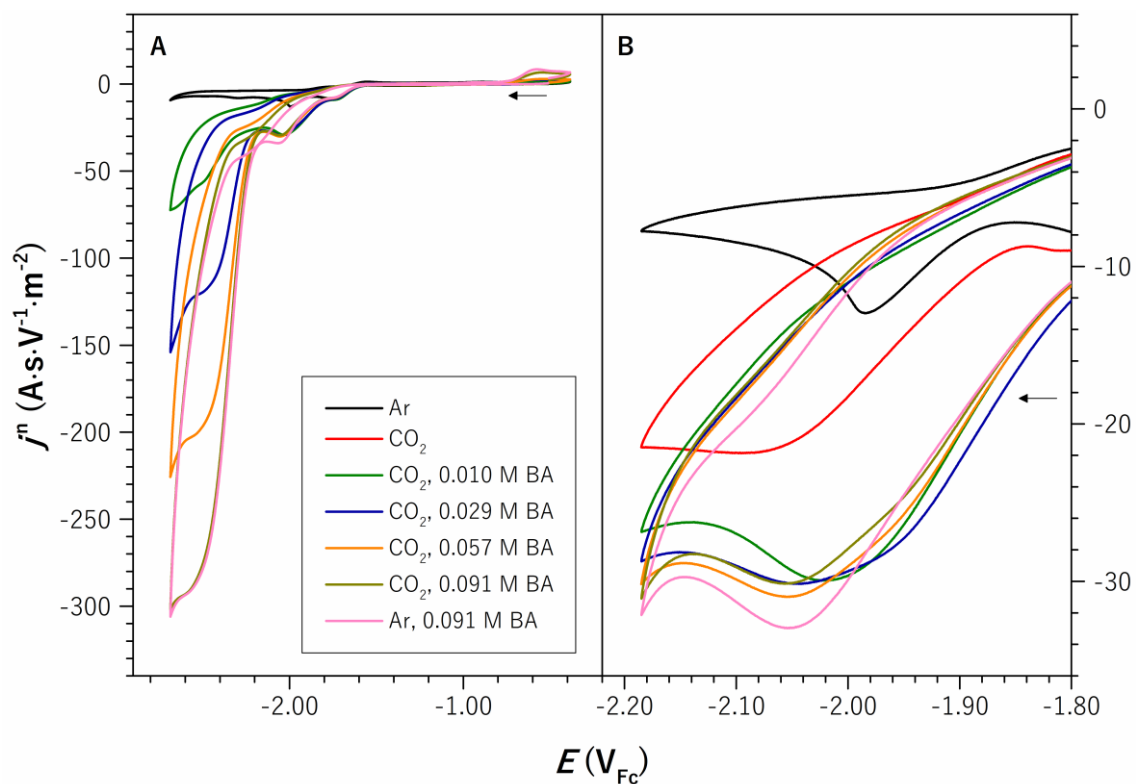 A
B
0
-50
-100
-150
-200
-250
-300
jⁿ (A·s·V⁻¹·m⁻²)
Ar
CO₂
CO₂, 0.010 M BA
CO₂, 0.029 M BA
CO₂, 0.057 M BA
CO₂, 0.091 M BA
Ar, 0.091 M BA
0
-10
-20
-30
-2.00
-1.00
-2.20
-2.10
-2.00
-1.90
-1.80
E (V_Fc)